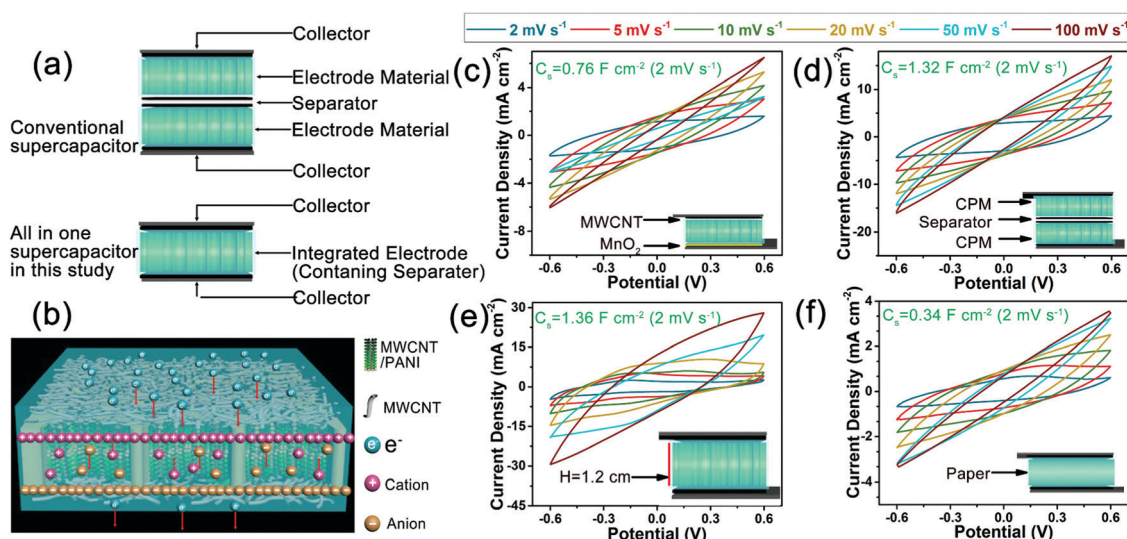 2 mV s⁻¹ 5 mV s⁻¹ 10 mV s⁻¹ 20 mV s⁻¹ 50 mV s⁻¹ 100 mV s⁻¹
(a)
Collector
Electrode Material
Separator
Electrode Material
Conventional
supercapacitor
Collector
Collector
All in one
supercapacitor
in this study
Integrated Electrode
(Contaning Separater)
Collector
(b)
MWCNT
/PANI
MWCNT
e⁻
Cation
Anion
(c)
Cₛ=0.76 F cm⁻² (2 mV s⁻¹)
Current Density (mA cm⁻²)
6
3
0
-3
-6
-9
MWCNT
MnO₂
-0.6 -0.3 0.0 0.3 0.6
Potential (V)
(d)
Cₛ=1.32 F cm⁻² (2 mV s⁻¹)
Current Density (mA cm⁻²)
10
0
-10
-20
CPM
Separator
CPM
-0.6 -0.3 0.0 0.3 0.6
Potential (V)
(e)
Cₛ=1.36 F cm⁻² (2 mV s⁻¹)
Current Density (mA cm⁻²)
30
15
0
-15
-30
-45
H=1.2 cm
-0.6 -0.3 0.0 0.3 0.6
Potential (V)
(f)
Cₛ=0.34 F cm⁻² (2 mV s⁻¹)
Current Density (mA cm⁻²)
4
2
0
-2
-4
Paper
-0.6 -0.3 0.0 0.3 0.6
Potential (V)